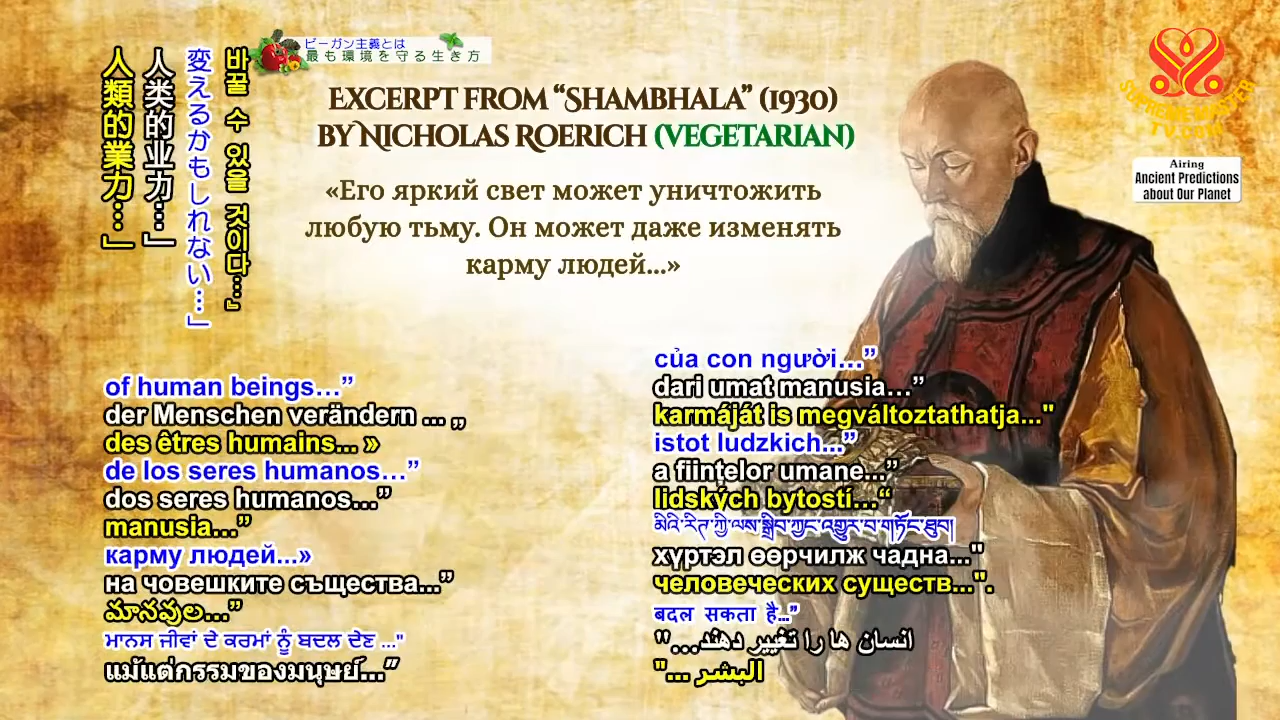 人類的業力…」
人类的业力…」
変えるかもしれない…」
바꿀 수 있을 것이다…』
ビーガン主義とは
最も環境を守る生き方
EXCERPT FROM “SHAMBHALA” (1930)
BY NICHOLAS ROERICH (VEGETARIAN)
«Его яркий свет может уничтожить
любую тьму. Он может даже изменять
карму людей...»
SUPREME MASTER
TV.COM
Airing
Ancient Predictions
about Our Planet
of human beings…”
der Menschen verändern ... „
des êtres humains... »
de los seres humanos…”
dos seres humanos...”
manusia...”
карму людей...»
на човешките същества...”
మానవుల...”
ਮਾਨਸ ਜੀਵਾਂ ਦੇ ਕਰਮਾਂ ਨੂੰ ਬਦਲ ਦੇਣ ..."
แม้แต่กรรมของมนุษย์...”
của con người…”
dari umat manusia…”
karmáját is megváltoztathatja..."
istot ludzkich...”
a ființelor umane...”
lidských bytostí...“
མིའི་རིཊ་ཀྱི་ལས་སྒྲིབ་ཀྱང་འགྱུར་བ་གཏོང་ཐུབ།
хүртэл өөрчилж чадна..."
человеческих существ...".
बदल सकता है...”
انسان ها را تغییر دهند..."
البشر ..."